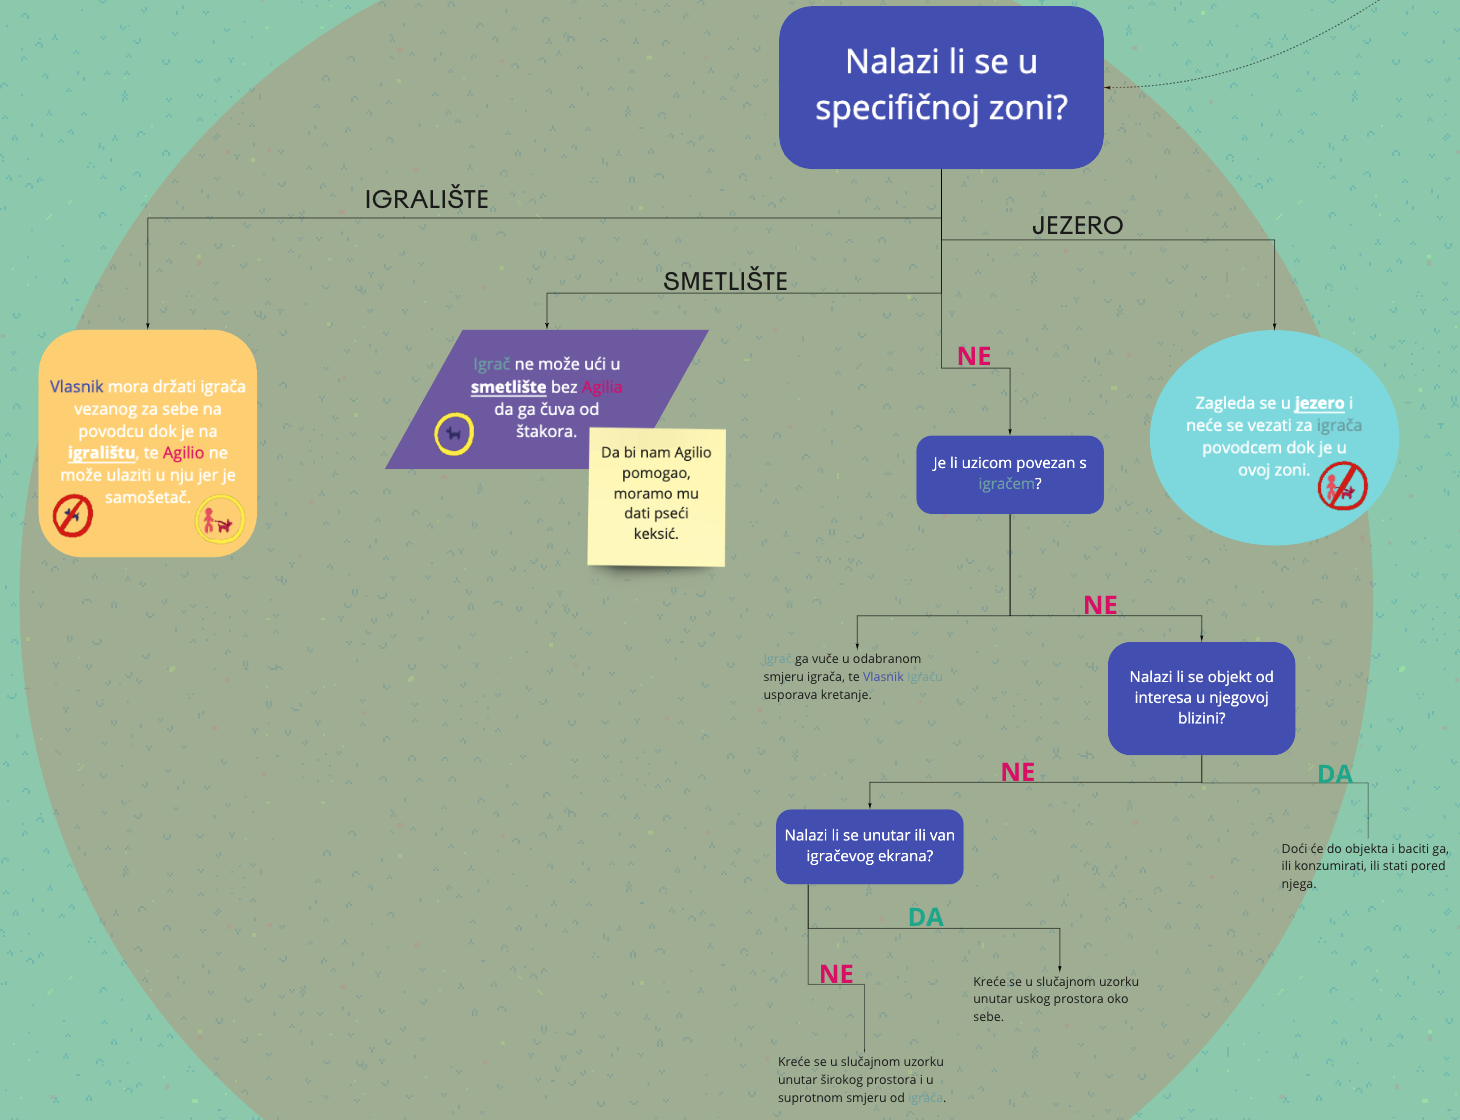 Nalazi li se u
specifičnoj zoni?
IGRALIŠTE
JEZERO
SMETLIŠTE
NE
Vlasnik mora držati igrača
vezanog za sebe na
povodcu dok je na
igralištu, te Agilio ne
može ulaziti u nju jer je
samošetač.
Igrač ne može ući u
smetlište bez Agilia
da ga čuva od
štakora.
Da bi nam Agilio
pomogao,
moramo mu
dati pseći
keksić.
Je li uzicom povezan s
igračem?
Zagleda se u jezero i
neće se vezati za igrača
povodcem dok je u
ovoj zoni.
NE
Igrač ga vuče u odabranom
smjeru igrača, te Vlasnik igraču
usporava kretanje.
Nalazi li se objekt od
interesa u njegovoj
blizini?
NE
DA
Nalazi li se unutar ili van
igračevog ekrana?
Doći će do objekta i baciti ga,
ili konzumirati, ili stati pored
njega.
DA
NE
Kreće se u slučajnom uzorku
unutar uskog prostora oko
sebe.
Kreće se u slučajnom uzorku
unutar širokog prostora i u
suprotnom smjeru od igrača.